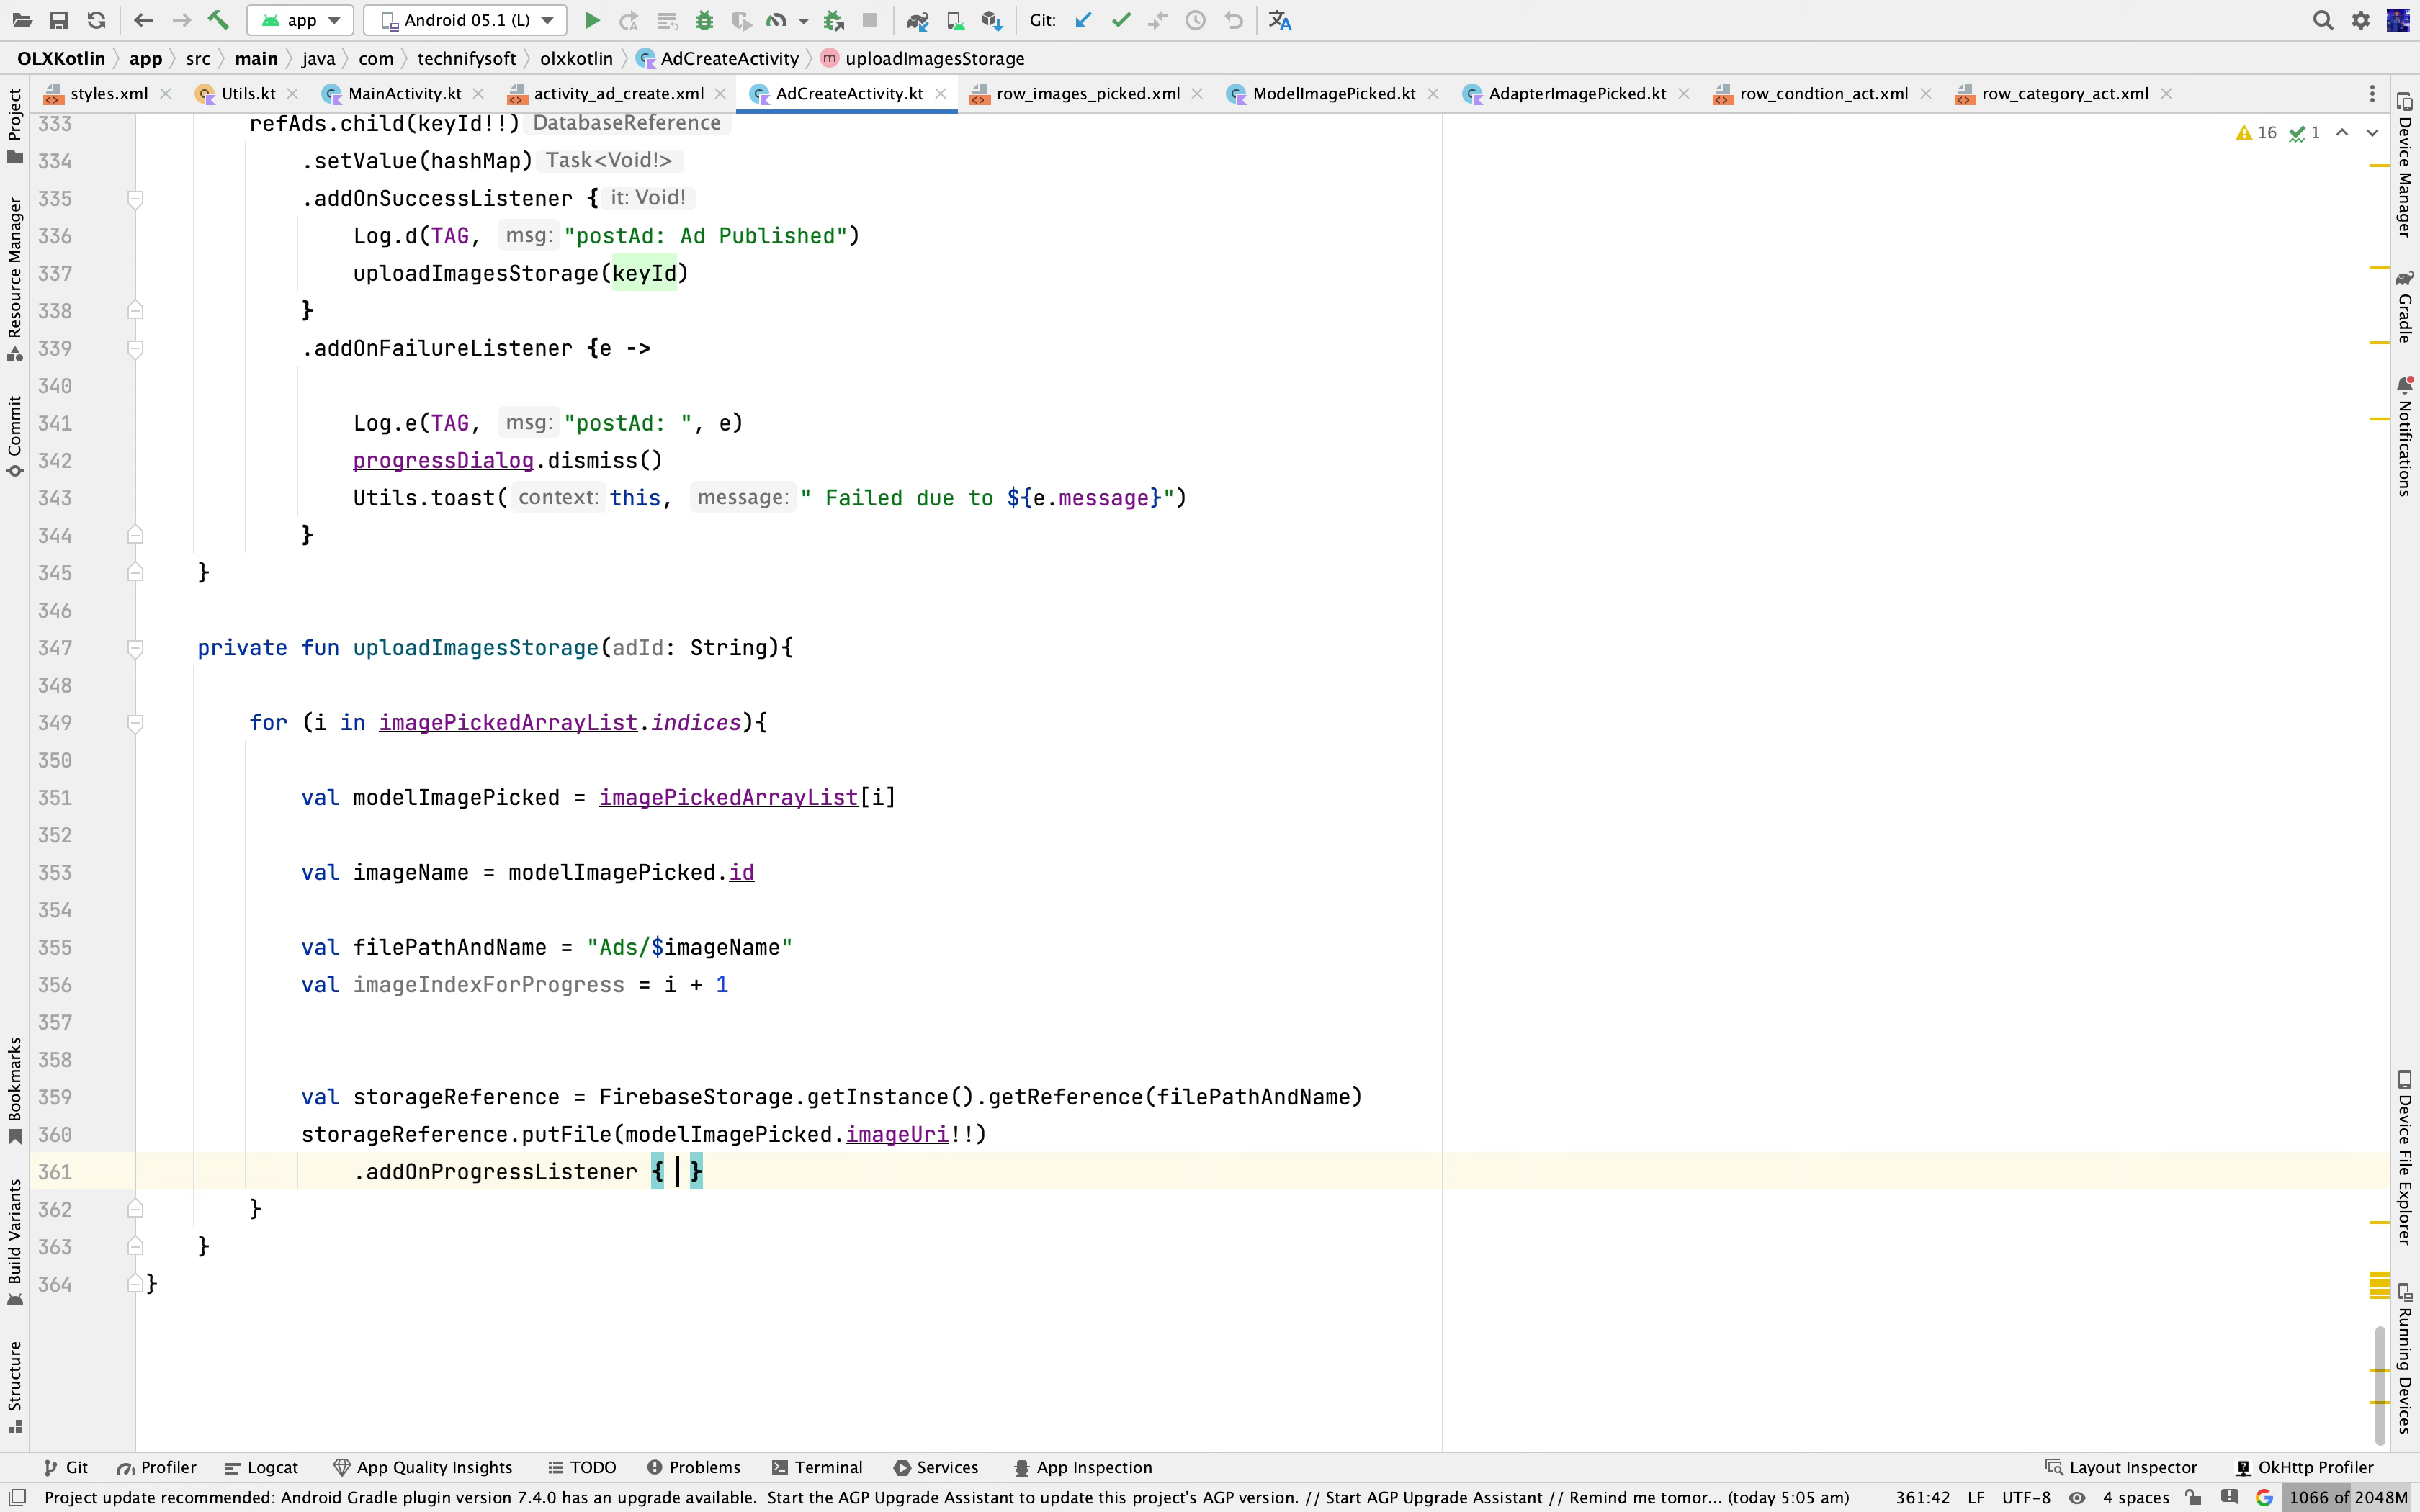 app
Android 05.1 (L)
Git:
OLXKotlin app src main java com technifysoft olxkotlin AdCreateActivity m uploadImagesStorage
styles.xml Utils.kt MainActivity.kt activity_ad_create.xml AdCreateActivity.kt row_images_picked.xml ModelImagePicked.kt AdapterImagePicked.kt row_condtion_act.xml row_category_act.xml
16 1
333 refAds.child(keyId!!) DatabaseReference
334 .setValue(hashMap) Task<Void!>
335 .addOnSuccessListener { it: Void!
336 Log.d(TAG, msg: "postAd: Ad Published")
337 uploadImagesStorage(keyId)
338 }
339 .addOnFailureListener {e ->
340
341 Log.e(TAG, msg: "postAd: ", e)
342 progressDialog.dismiss()
343 Utils.toast( context: this, message: " Failed due to ${e.message}")
344 }
345 }
346
347 private fun uploadImagesStorage(adId: String){
348
349 for (i in imagePickedArrayList.indices){
350
351 val modelImagePicked = imagePickedArrayList[i]
352
353 val imageName = modelImagePicked.id
354
355 val filePathAndName = "Ads/$imageName"
356 val imageIndexForProgress = i + 1
357
358
359 val storageReference = FirebaseStorage.getInstance().getReference(filePathAndName)
360 storageReference.putFile(modelImagePicked.imageUri!!)
361 .addOnProgressListener { }
362 }
363 }
364 }
Project
Resource Manager
Commit
Bookmarks
Build Variants
Structure
Device Manager
Gradle
Notifications
Device File Explorer
Running Devices
Git Profiler Logcat App Quality Insights TODO Problems Terminal Services App Inspection Layout Inspector OkHttp Profiler
Project update recommended: Android Gradle plugin version 7.4.0 has an upgrade available. Start the AGP Upgrade Assistant to update this project's AGP version. // Start AGP Upgrade Assistant // Remind me tomor... (today 5:05 am) 361:42 LF UTF-8 4 spaces 1066 of 2048M